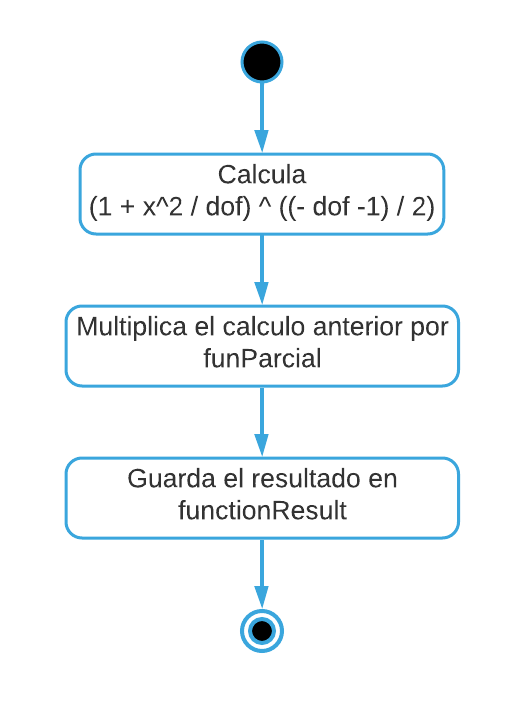 Calcula
(1 + x^2 / dof) ^ ((- dof -1) / 2)
Multiplica el calculo anterior por
funParcial
Guarda el resultado en
functionResult